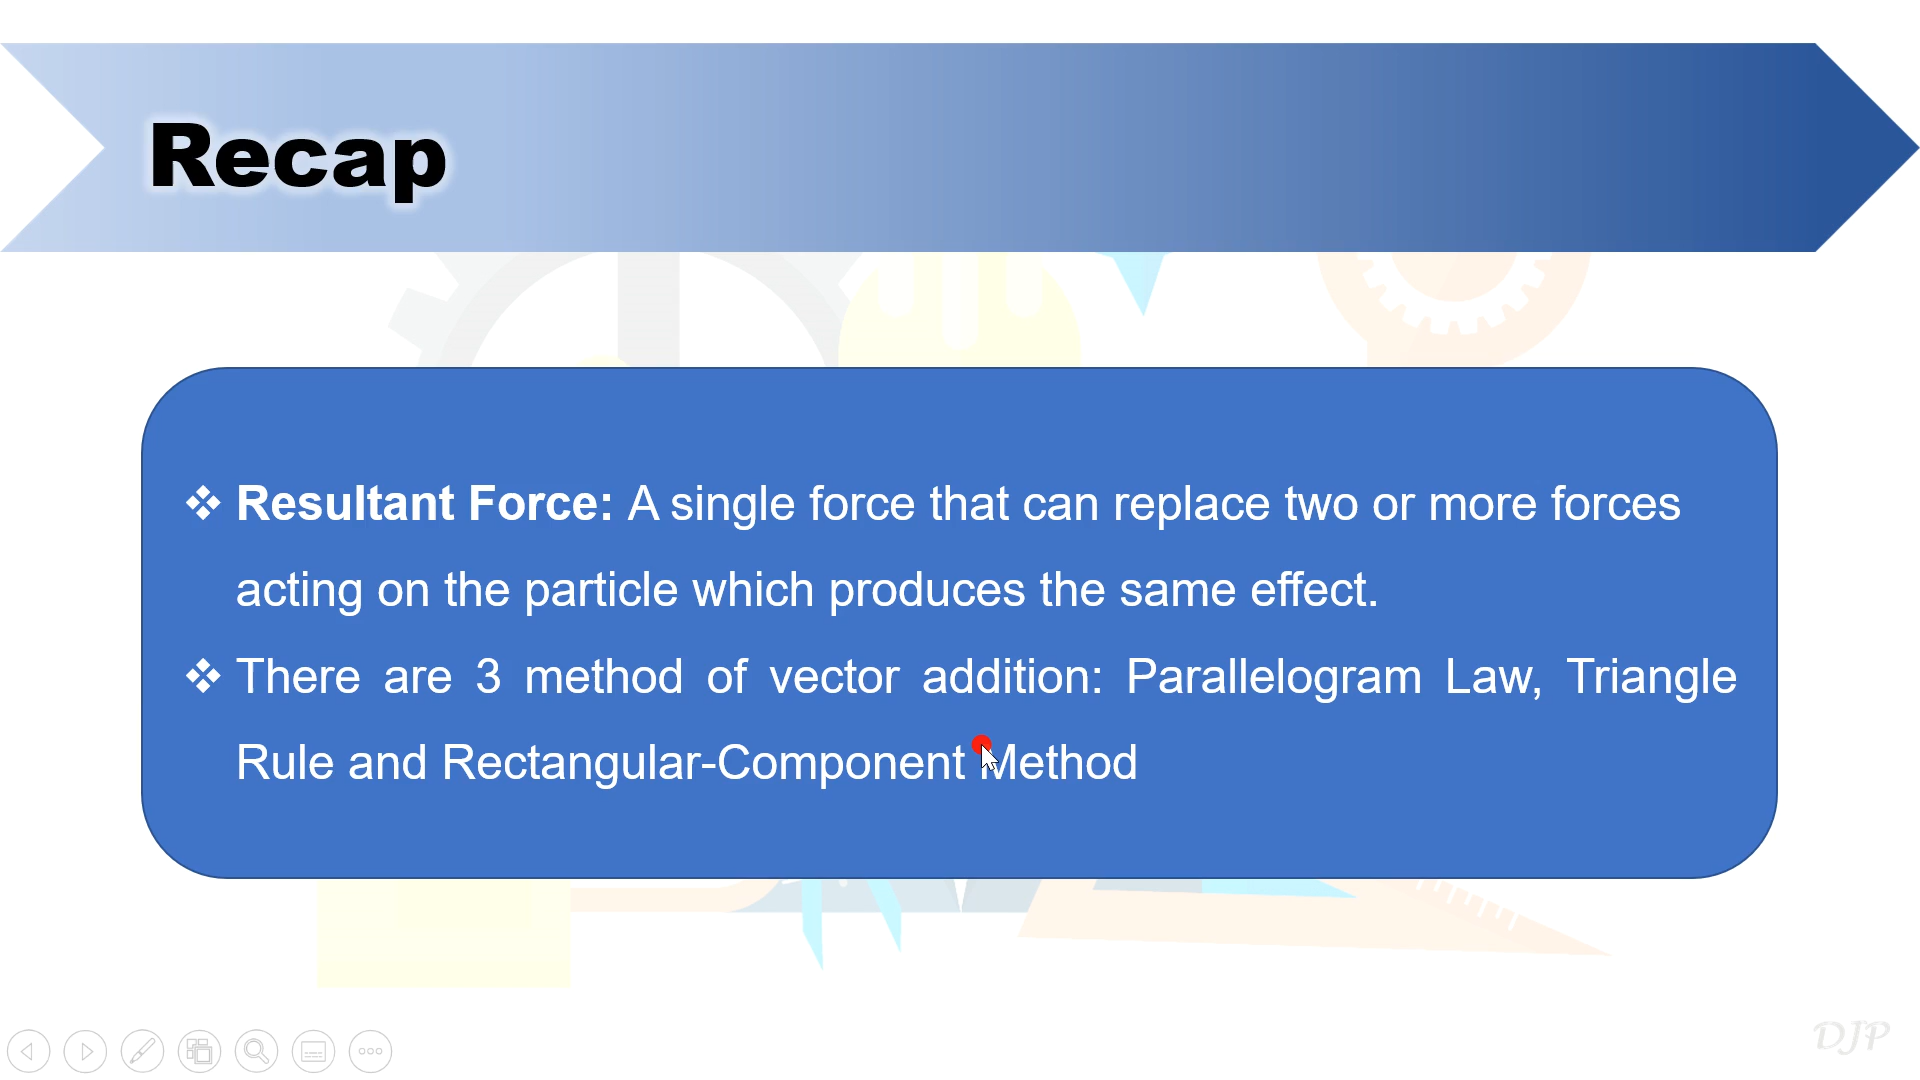 Recap
❖ Resultant Force: A single force that can replace two or more forces
acting on the particle which produces the same effect.
❖ There are 3 method of vector addition: Parallelogram Law, Triangle
Rule and Rectangular-Component Method
DJP